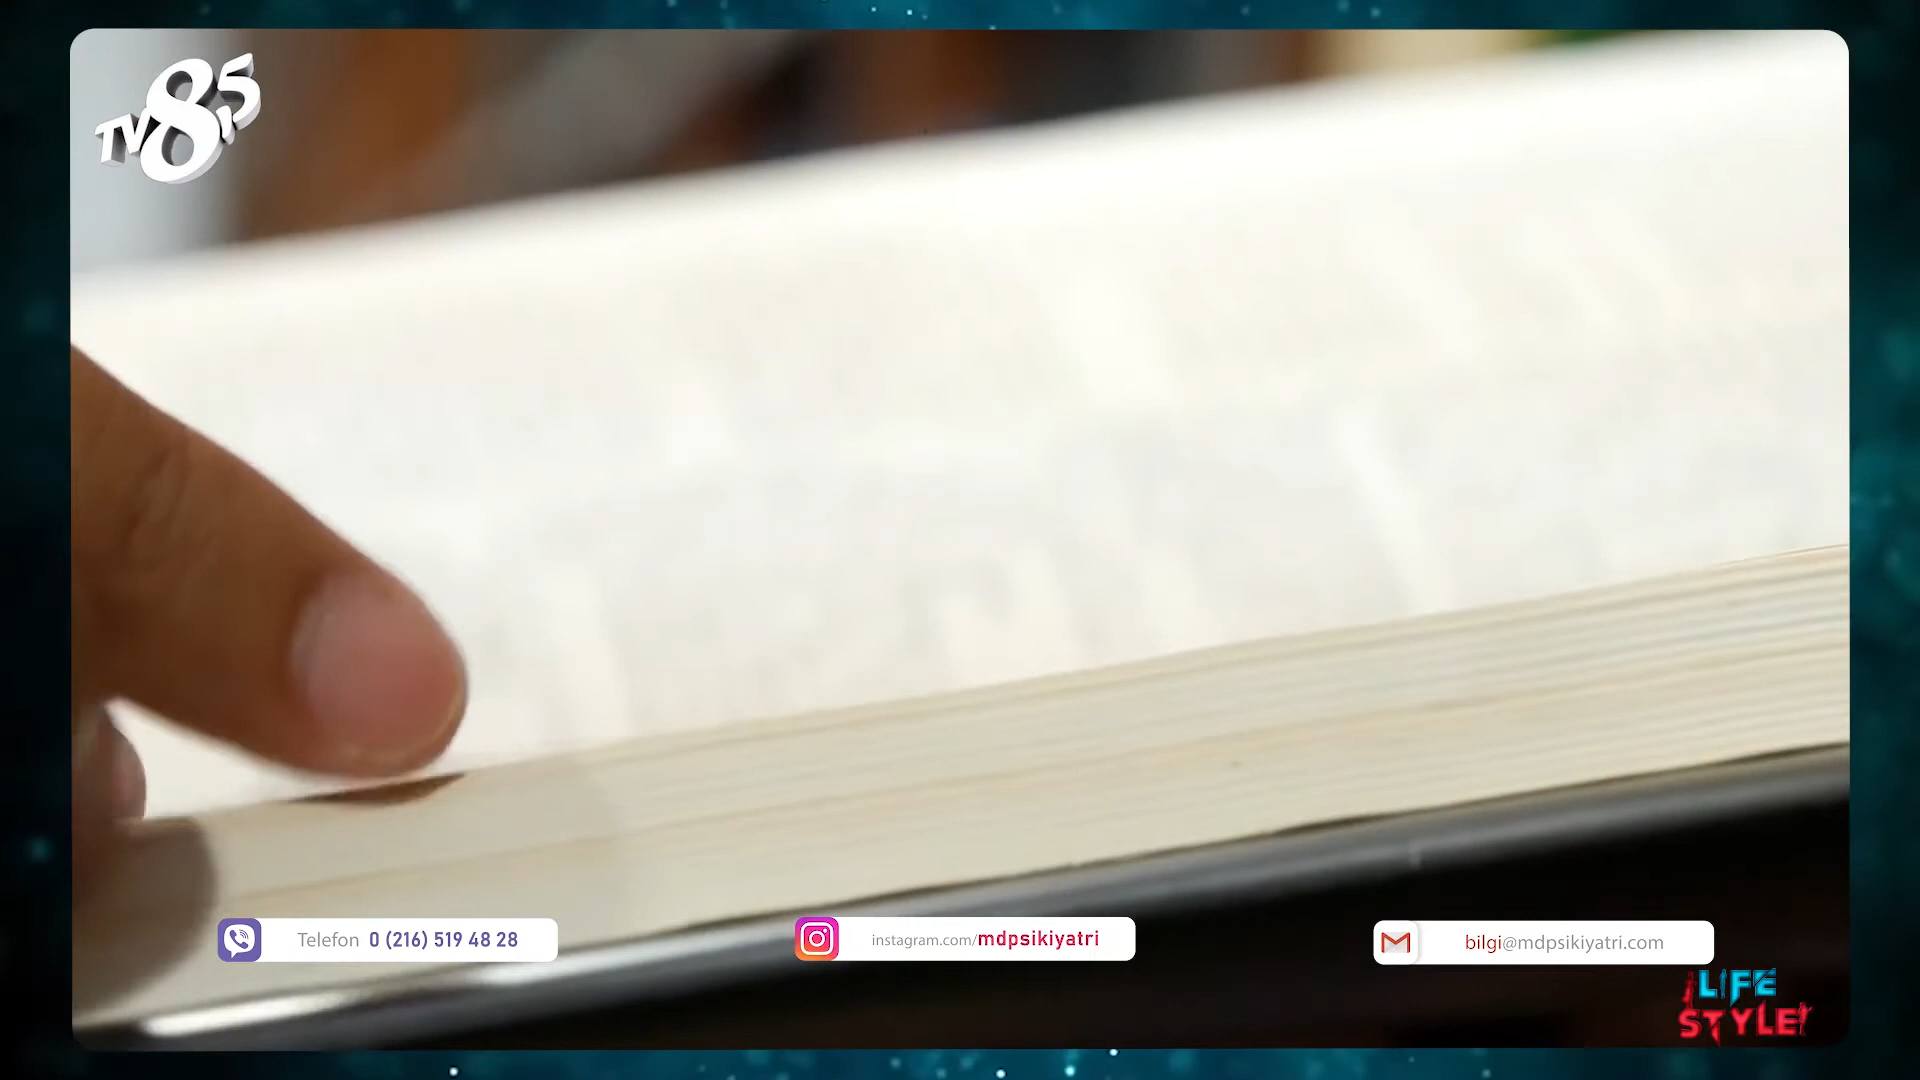 TV8,5
Telefon 0 (216) 519 48 28
instagram.com/mdpsikiyatri
bilgi@mdpsikiyatri.com
LIFE
STYLE